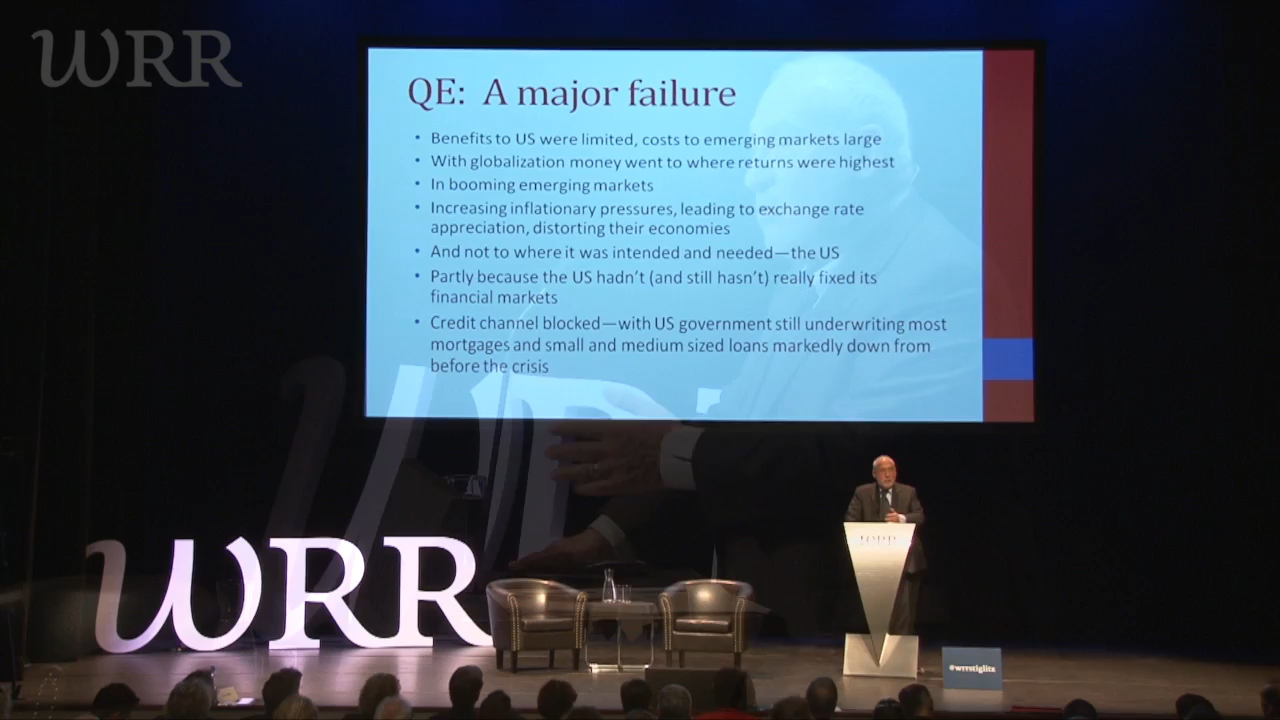 WRR
QE: A major failure
• Benefits to US were limited, costs to emerging markets large
• With globalization money went to where returns were highest
• In booming emerging markets
• Increasing inflationary pressures, leading to exchange rate
appreciation, distorting their economies
• And not to where it was intended and needed—the US
• Partly because the US hadn't (and still hasn't) really fixed its
financial markets
• Credit channel blocked—with US government still underwriting most
mortgages and small and medium sized loans markedly down from
before the crisis
WRR
WRR
@wrrstiglitz